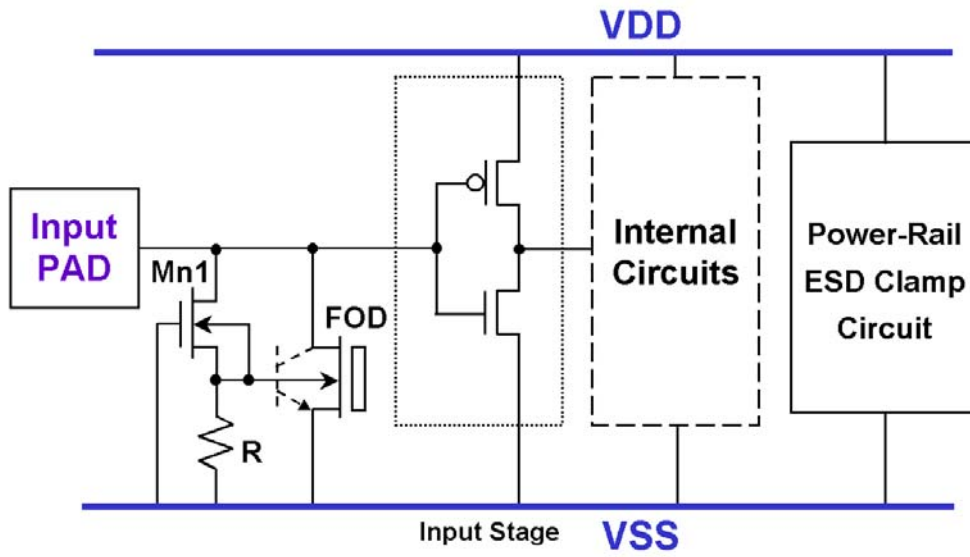 VDD
Input
PAD
Mn1
FOD
R
Internal
Circuits
Power-Rail
ESD Clamp
Circuit
Input Stage
VSS